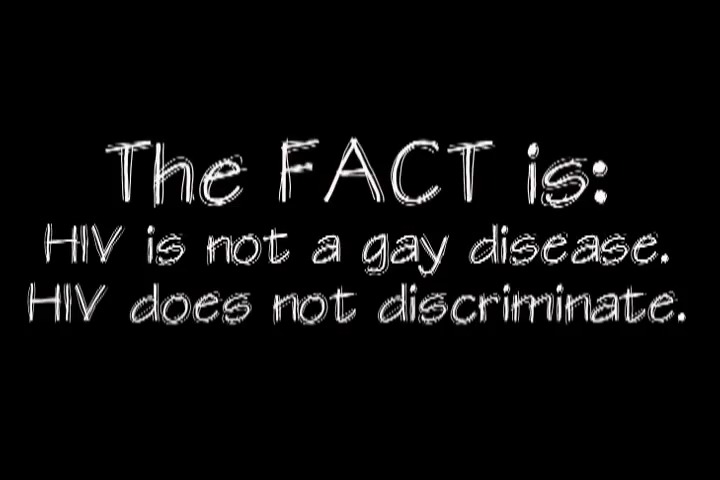 The FACT is:
HIV is not a gay disease.
HIV does not discriminate.